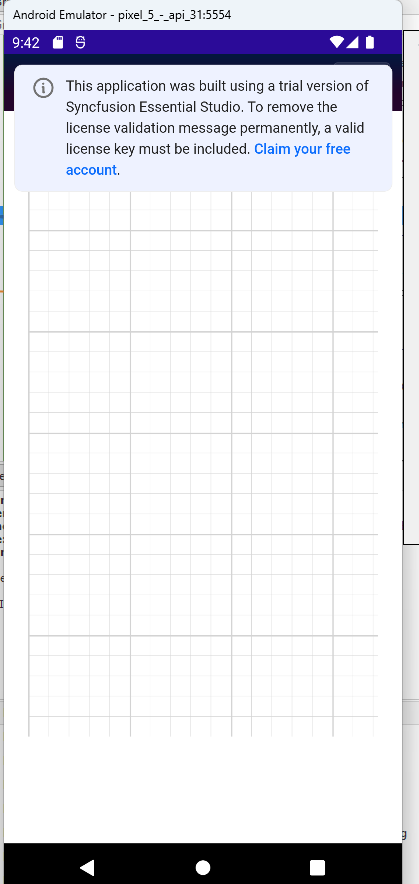 Android Emulator - pixel_5_-_api_31:5554
9:42
This application was built using a trial version of
Syncfusion Essential Studio. To remove the
license validation message permanently, a valid
license key must be included. Claim your free
account.